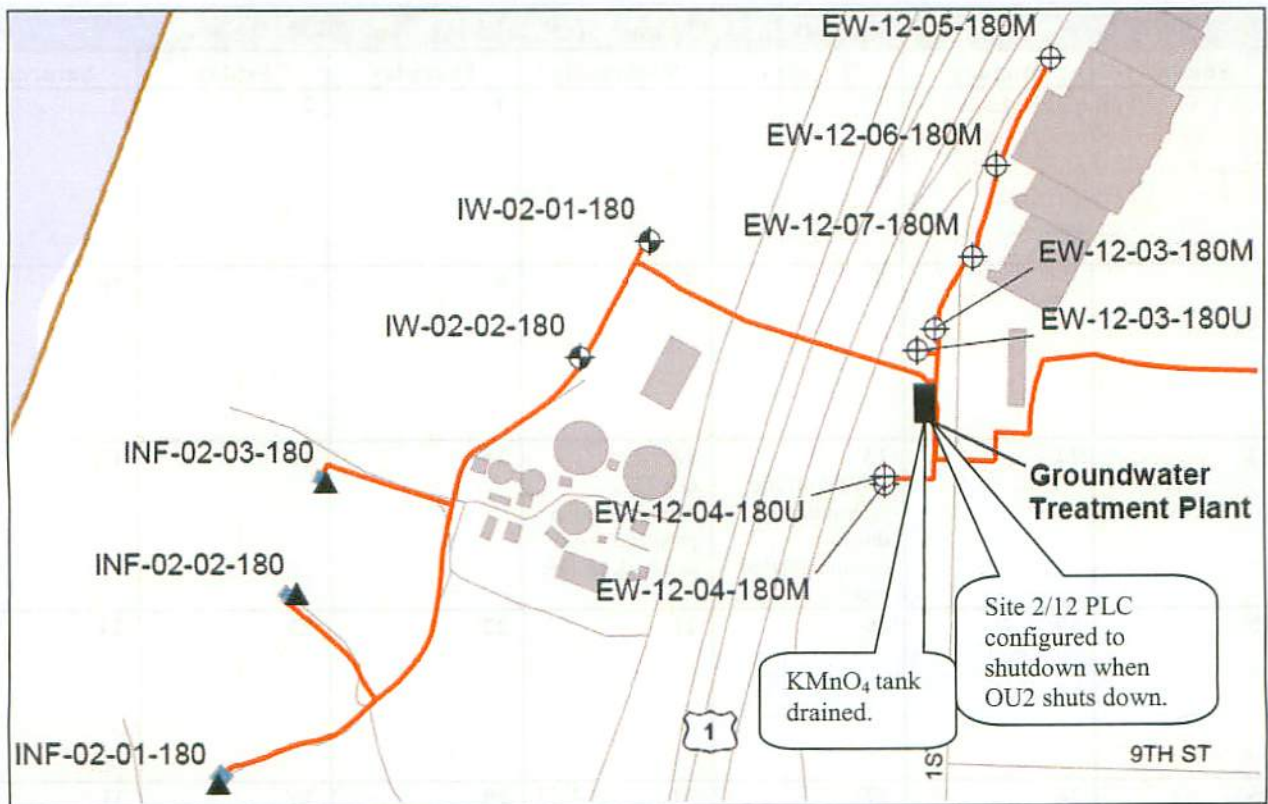 EW-12-05-180M
EW-12-06-180M
IW-02-01-180
EW-12-07-180M
EW-12-03-180M
EW-12-03-180U
IW-02-02-180
INF-02-03-180
Groundwater
Treatment Plant
EW-12-04-180U
INF-02-02-180
EW-12-04-180M
Site 2/12 PLC
configured to
shutdown when
OU2 shuts down.
KMnO₄ tank
drained.
1
INF-02-01-180
1S
9TH ST